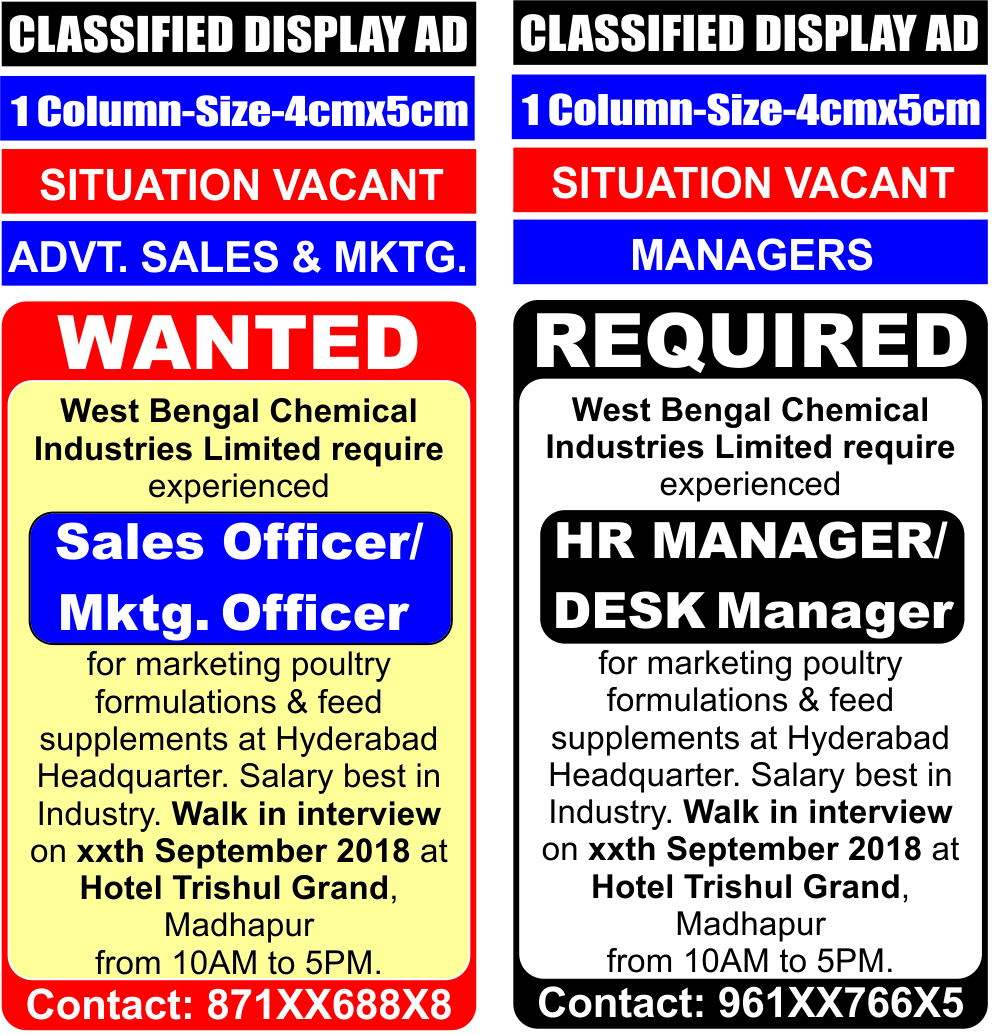 CLASSIFIED DISPLAY AD
1 Column-Size-4cmx5cm
SITUATION VACANT
ADVT. SALES & MKTG.
WANTED
West Bengal Chemical
Industries Limited require
experienced
Sales Officer/
Mktg. Officer
for marketing poultry
formulations & feed
supplements at Hyderabad
Headquarter. Salary best in
Industry. Walk in interview
on xxth September 2018 at
Hotel Trishul Grand,
Madhapur
from 10AM to 5PM.
Contact: 871XX688X8
CLASSIFIED DISPLAY AD
1 Column-Size-4cmx5cm
SITUATION VACANT
MANAGERS
REQUIRED
West Bengal Chemical
Industries Limited require
experienced
HR MANAGER/
DESK Manager
for marketing poultry
formulations & feed
supplements at Hyderabad
Headquarter. Salary best in
Industry. Walk in interview
on xxth September 2018 at
Hotel Trishul Grand,
Madhapur
from 10AM to 5PM.
Contact: 961XX766X5